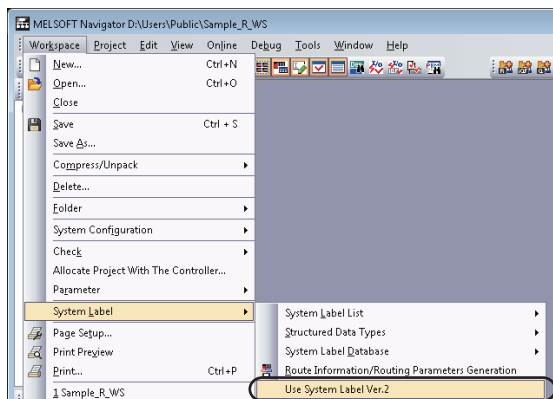 MELSOFT Navigator D:\Users\Public\Sample_R_WS
Workspace Project Edit View Online Debug Tools Window Help
New... Ctrl+N
Open... Ctrl+O
Close
Save Ctrl + S
Save As...
Compress/Unpack
Delete...
Folder
System Configuration
Check
Allocate Project With The Controller...
Parameter
System Label
System Label List
Page Setup...
Structured Data Types
Print Preview
System Label Database
Print... Ctrl+P
Route Information/Routing Parameters Generation
1 Sample_R_WS
Use System Label Ver.2